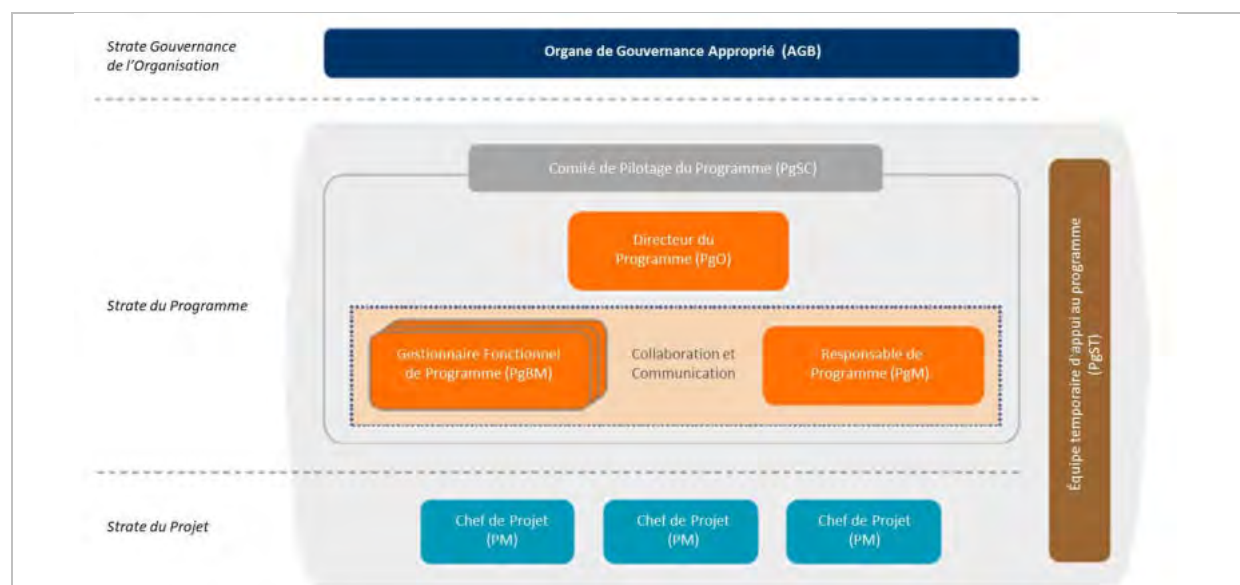 Strate Gouvernance
de l'Organisation
Organe de Gouvernance Approprié (AGB)
Comité de Pilotage du Programme (PgSC)
Directeur du
Programme (PgO)
Strate du Programme
Gestionnaire Fonctionnel
de Programme (PgBM)
Collaboration et
Communication
Responsable de
Programme (PgM)
Équipe temporaire d'appui au programme
(PgST)
Strate du Projet
Chef de Projet
(PM)
Chef de Projet
(PM)
Chef de Projet
(PM)